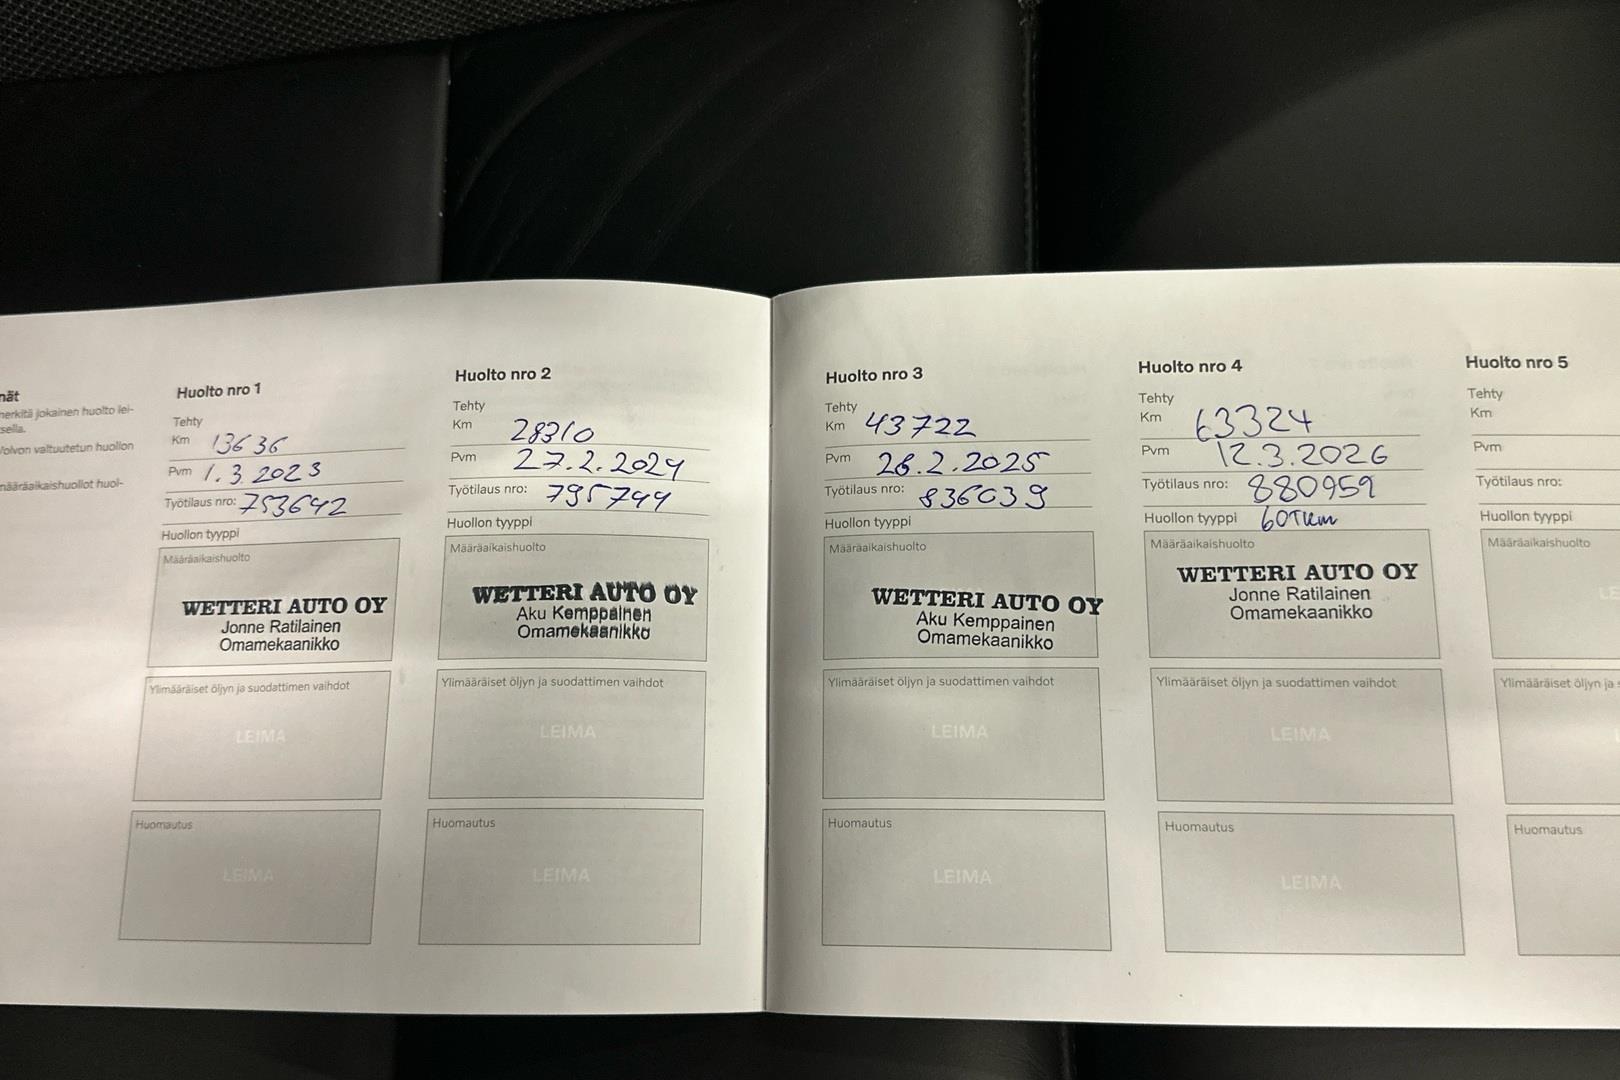 nät
nerkitä jokainen huolto lei-
sella.
Volvon valtuutetun huollon
määräaikaishuollot huol-
Huolto nro 1
Tehty
Km 13636
Pvm 1.3.2023
Työtilaus nro: 753642
Huollon tyyppi
Määräaikaishuolto
WETTERI AUTO OY
Jonne Ratilainen
Omamekaanikko
Ylimääräiset öljyn ja suodattimen vaihdot
LEIMA
Huomautus
LEIMA
Huolto nro 2
Tehty
Km 28310
Pvm 27.2.2024
Työtilaus nro: 795744
Huollon tyyppi
Määräaikaishuolto
WETTERI AUTO OY
Aku Kemppainen
Omamekaanikko
Ylimääräiset öljyn ja suodattimen vaihdot
LEIMA
Huomautus
LEIMA
Huolto nro 3
Tehty
Km 43722
Pvm 26.2.2025
Työtilaus nro: 836039
Huollon tyyppi
Määräaikaishuolto
WETTERI AUTO OY
Aku Kemppainen
Omamekaanikko
Ylimääräiset öljyn ja suodattimen vaihdot
LEIMA
Huomautus
LEIMA
Huolto nro 4
Tehty
Km 63324
Pvm 12.3.2026
Työtilaus nro: 880959
Huollon tyyppi 60Tkm
Määräaikaishuolto
WETTERI AUTO OY
Jonne Ratilainen
Omamekaanikko
Ylimääräiset öljyn ja suodattimen vaihdot
LEIMA
Huomautus
LEIMA
Huolto nro 5
Tehty
Km
Pvm
Työtilaus nro:
Huollon tyyppi
Määräaikaishuolto
LE
Ylimääräiset öljyn ja s
Huomautus